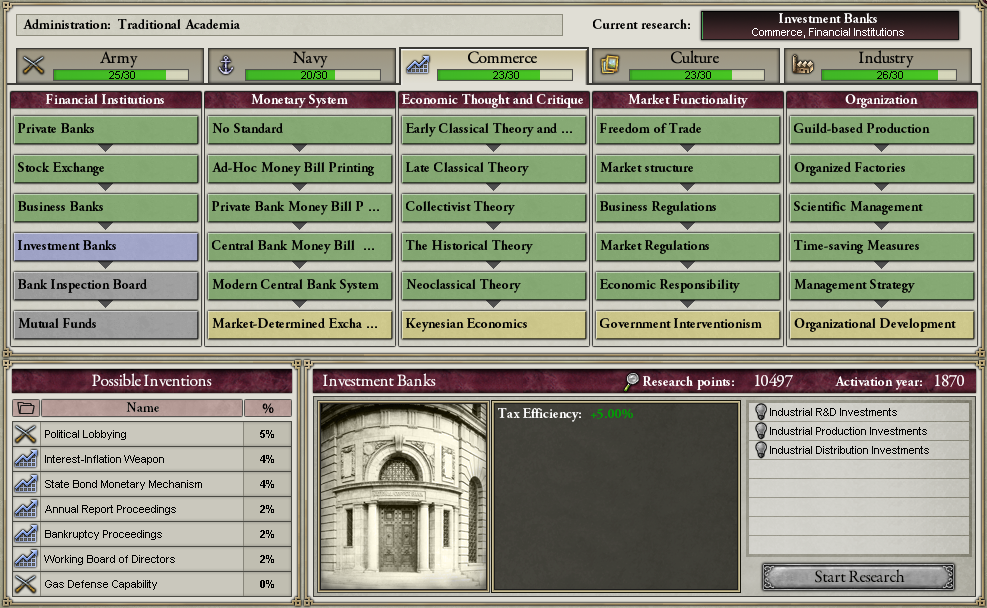 Administration: Traditional Academia
Current research:
Investment Banks
Commerce, Financial Institutions
Army
25/30
Navy
20/30
Commerce
23/30
Culture
23/30
Industry
26/30
Financial Institutions
Monetary System
Economic Thought and Critique
Market Functionality
Organization
Private Banks
No Standard
Early Classical Theory and ...
Freedom of Trade
Guild-based Production
Stock Exchange
Ad-Hoc Money Bill Printing
Late Classical Theory
Market structure
Organized Factories
Business Banks
Private Bank Money Bill P ...
Collectivist Theory
Business Regulations
Scientific Management
Investment Banks
Central Bank Money Bill ...
The Historical Theory
Market Regulations
Time-saving Measures
Bank Inspection Board
Modern Central Bank System
Neoclassical Theory
Economic Responsibility
Management Strategy
Mutual Funds
Market-Determined Excha ...
Keynesian Economics
Government Interventionism
Organizational Development
Possible Inventions
Name %
Political Lobbying 5%
Interest-Inflation Weapon 4%
State Bond Monetary Mechanism 4%
Annual Report Proceedings 2%
Bankruptcy Proceedings 2%
Working Board of Directors 2%
Gas Defense Capability 0%
Investment Banks
Research points: 10497
Activation year: 1870
Tax Efficiency: +5.00%
Industrial R&D Investments
Industrial Production Investments
Industrial Distribution Investments
Start Research